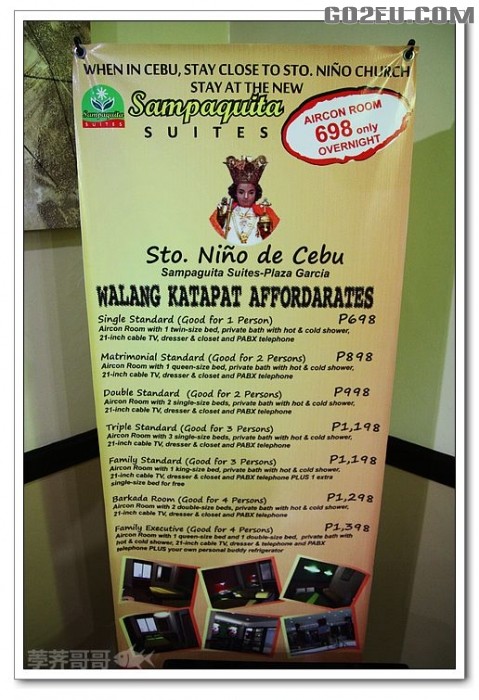 GO2EU.COM
WHEN IN CEBU, STAY CLOSE TO STO. NIÑO CHURCH
STAY AT THE NEW
Sampaguita
SUITES
Sampaguita
SUITES
AIRCON ROOM
698 only
OVERNIGHT
Sto. Niño de Cebu
Sampaguita Suites-Plaza Garcia
WALANG KATAPAT AFFORDARATES
Single Standard (Good for 1 Person) P698
Aircon Room with 1 twin-size bed, private bath with hot & cold shower,
21-inch cable TV, dresser & closet and PABX telephone
Matrimonial Standard (Good for 2 Persons) P898
Aircon Room with 1 queen-size bed, private bath with hot & cold shower,
21-inch cable TV, dresser & closet and PABX telephone
Double Standard (Good for 2 Persons) P998
Aircon Room with 2 single-size beds, private bath with hot & cold shower,
21-inch cable TV, dresser & closet and PABX telephone
Triple Standard (Good for 3 Persons) P1,198
Aircon Room with 3 single-size beds, private bath with hot & cold shower,
21-inch cable TV, dresser & closet and PABX telephone
Family Standard (Good for 3 Persons) P1,198
Aircon Room with 1 king-size bed, private bath with hot & cold shower,
21-inch cable TV, dresser & closet and PABX telephone PLUS 1 extra
single-size bed for free
Barkada Room (Good for 4 Persons) P1,298
Aircon Room with 2 double-size beds, private bath with hot & cold shower,
21-inch cable TV, dresser & closet and PABX telephone
Family Executive (Good for 4 Persons) P1,398
Aircon Room with 1 queen-size bed and 1 double-size bed, private bath with
hot & cold shower, 21-inch cable TV, dresser & telephone and PABX
telephone PLUS your own personal buddy refrigerator
荸荠哥哥